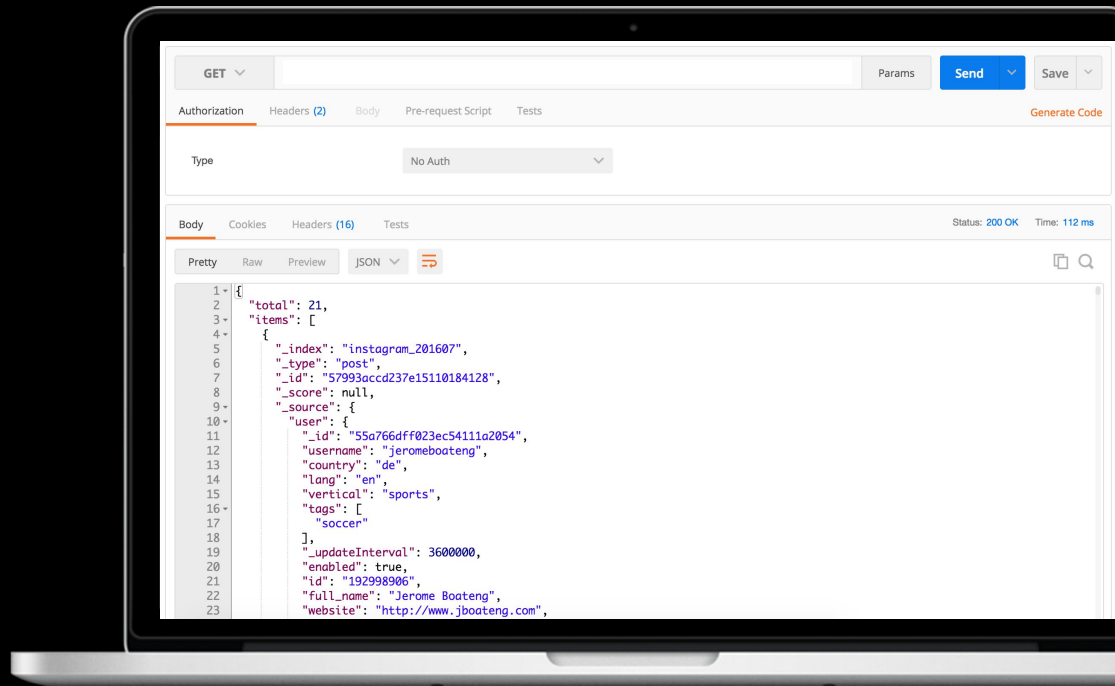 GET Params Send Save
Authorization Headers (2) Body Pre-request Script Tests Generate Code
Type No Auth
Body Cookies Headers (16) Tests Status: 200 OK Time: 112 ms
Pretty Raw Preview JSON
1 {
2 "total": 21,
3 "items": [
4 {
5 "_index": "instagram_201607",
6 "_type": "post",
7 "_id": "57993accd237e15110184128",
8 "_score": null,
9 "_source": {
10 "user": {
11 "_id": "55a766dff023ec54111a2054",
12 "username": "jeromeboateng",
13 "country": "de",
14 "lang": "en",
15 "vertical": "sports",
16 "tags": [
17 "soccer"
18 ],
19 "_updateInterval": 3600000,
20 "enabled": true,
21 "id": "192998906",
22 "full_name": "Jerome Boateng",
23 "website": "http://www.jboateng.com",